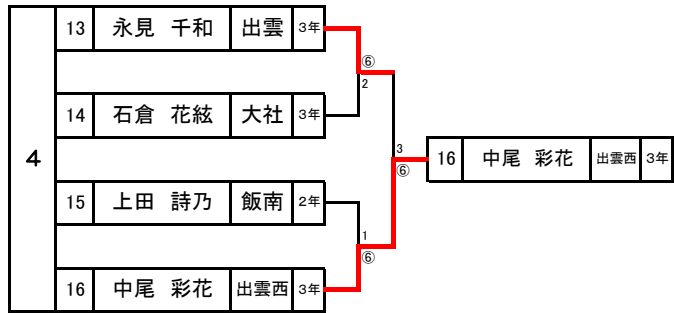 13 永見 千和 出雲 3年
⑥
2
14 石倉 花絃 大社 3年
4
3
⑥
16 中尾 彩花 出雲西 3年
15 上田 詩乃 飯南 2年
1
⑥
16 中尾 彩花 出雲西 3年